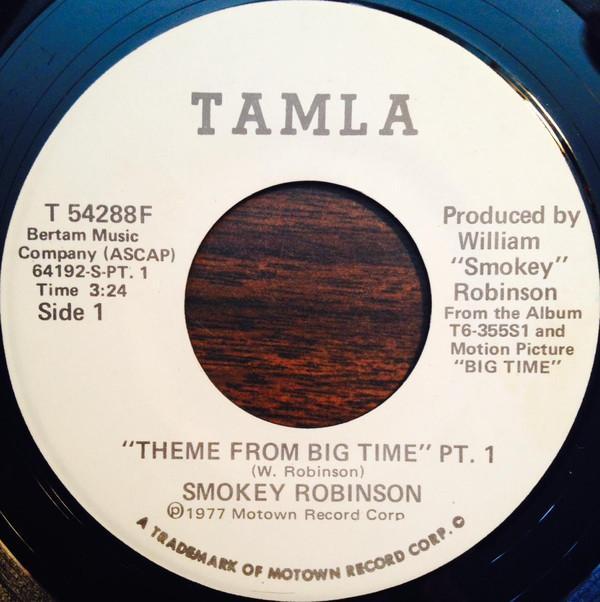 TAMLA
T 54288F
Bertam Music
Company (ASCAP)
64192-S-PT. 1
Time 3:24
Side 1
Produced by
William
"Smokey"
Robinson
From the Album
T6-355S1 and
Motion Picture
"BIG TIME"
"THEME FROM BIG TIME" PT. 1
(W. Robinson)
SMOKEY ROBINSON
℗1977 Motown Record Corp
A TRADEMARK OF MOTOWN RECORD CORP. ©